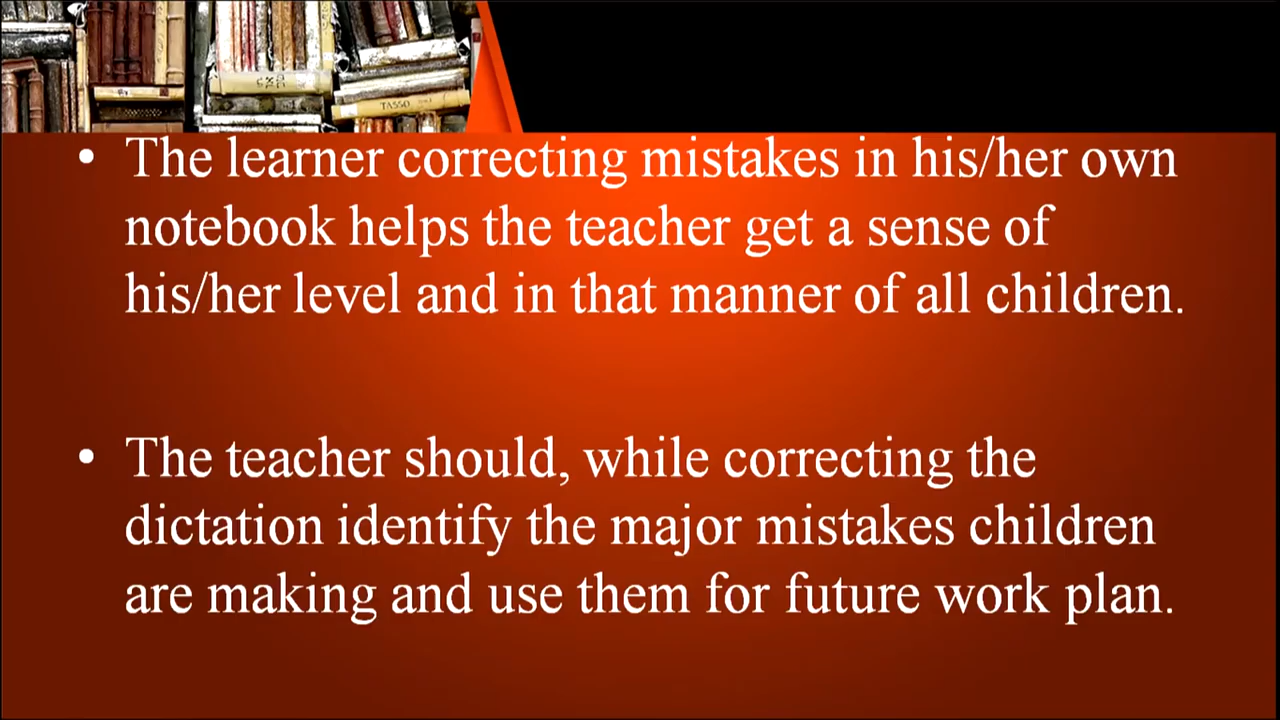 TASSO
• The learner correcting mistakes in his/her own
notebook helps the teacher get a sense of
his/her level and in that manner of all children.
• The teacher should, while correcting the
dictation identify the major mistakes children
are making and use them for future work plan.